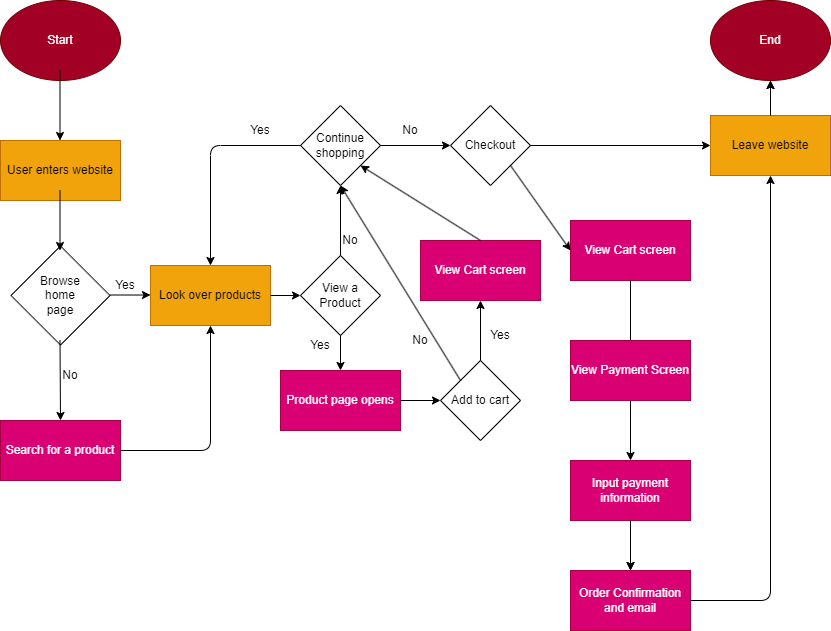 Start
End
Yes
Continue
shopping
No
Checkout
Leave website
User enters website
View Cart screen
No
View Cart screen
Browse
home
page
Yes
Look over products
View a
Product
Yes
No
Yes
No
View Payment Screen
Product page opens
Add to cart
Search for a product
Input payment
information
Order Confirmation
and email